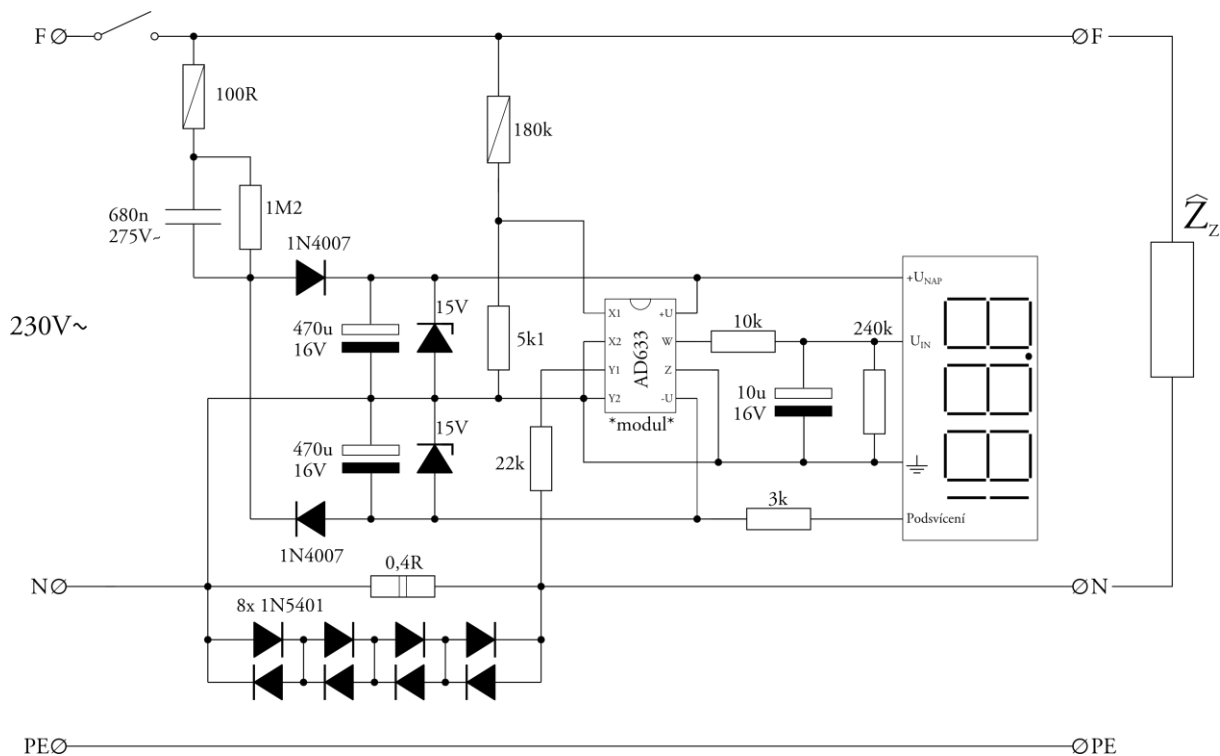 F
F
100R
180k
680n
275V~
1M2
1N4007
Ẑz
+UNAP
230V~
470u
16V
15V
5k1
X1
X2
Y1
Y2
AD633
+U
W
Z
-U
*modul*
10k
240k
UIN
10u
16V
470u
16V
15V
22k
3k
Podsvícení
1N4007
0,4R
N
N
8x 1N5401
PE
PE